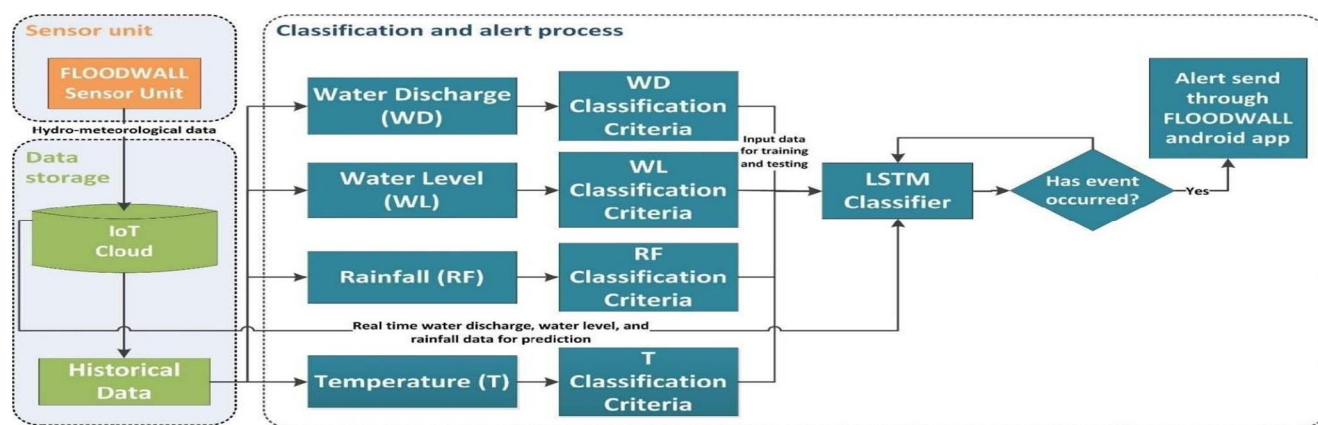 Sensor unit
FLOODWALL
Sensor Unit
Hydro-meteorological data
Data
storage
IoT
Cloud
Historical
Data
Classification and alert process
Water Discharge
(WD)
WD
Classification
Criteria
Water Level
(WL)
WL
Classification
Criteria
Rainfall (RF)
RF
Classification
Criteria
Real time water discharge, water level, and
rainfall data for prediction
Temperature (T)
T
Classification
Criteria
Input data
for training
and testing
LSTM
Classifier
Has event
occurred?
Yes
Alert send
through
FLOODWALL
android app